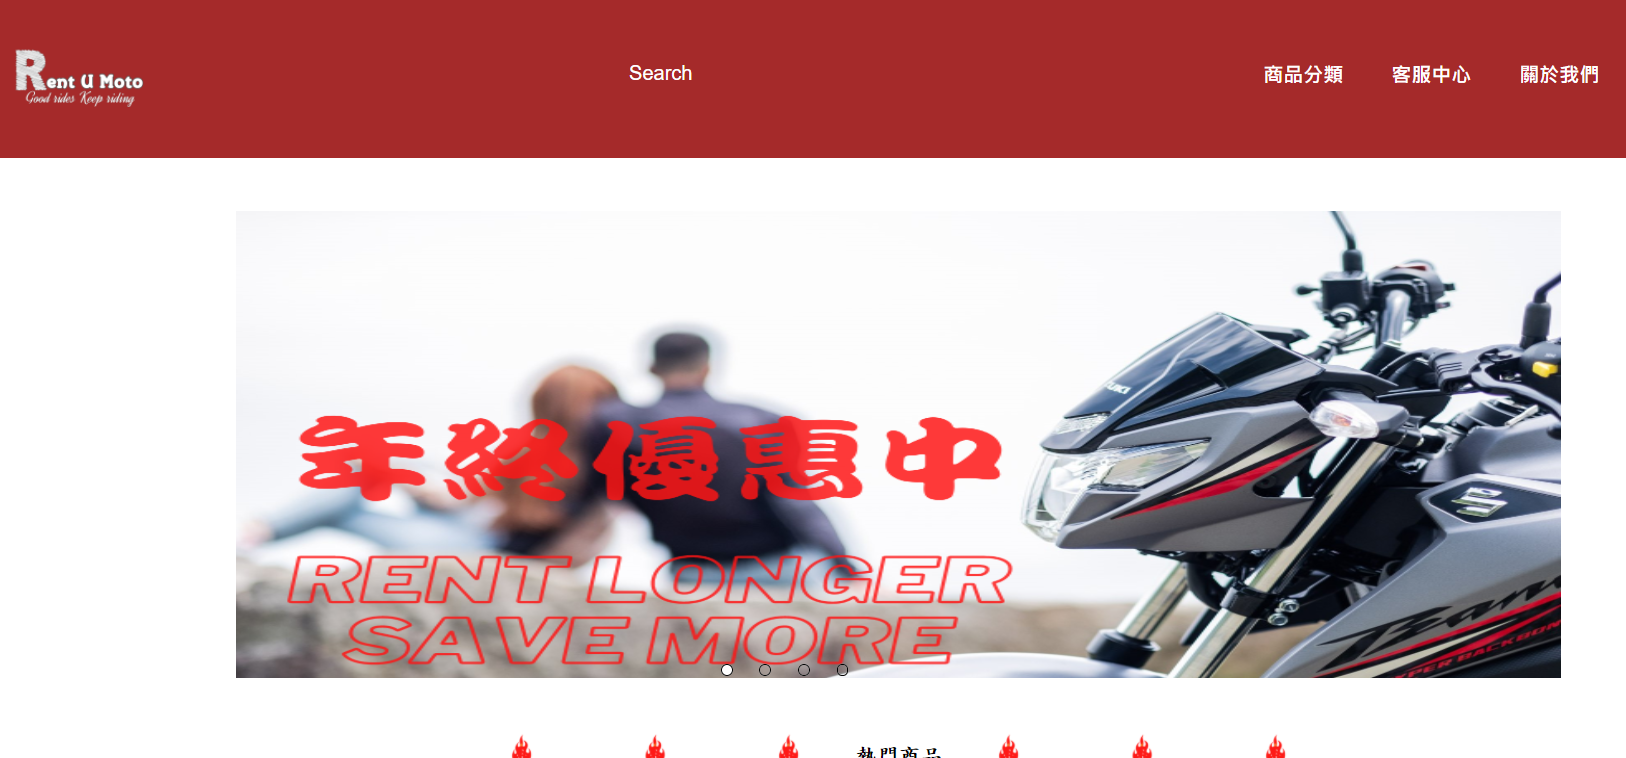 Rent U Moto
Good rides Keep riding
Search
商品分類
客服中心
關於我們
年終優惠中
RENT LONGER
SAVE MORE
熱門商品